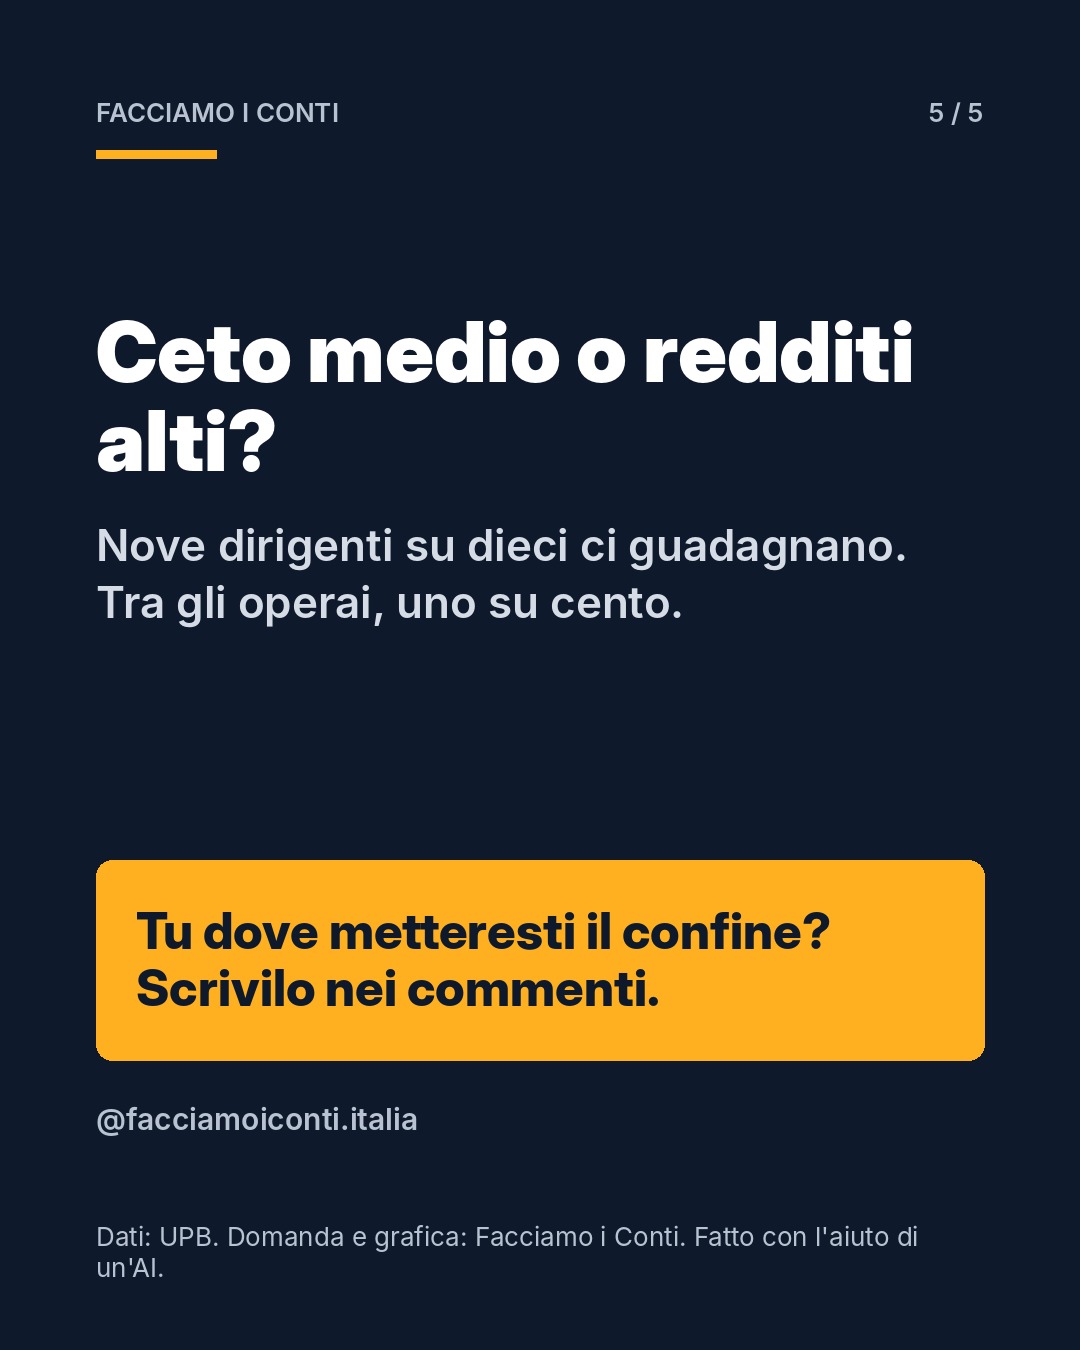 FACCIAMO I CONTI
5 / 5
Ceto medio o redditi
alti?
Nove dirigenti su dieci ci guadagnano.
Tra gli operai, uno su cento.
Tu dove metteresti il confine?
Scrivilo nei commenti.
@facciamoiconti.italia
Dati: UPB. Domanda e grafica: Facciamo i Conti. Fatto con l'aiuto di
un'AI.